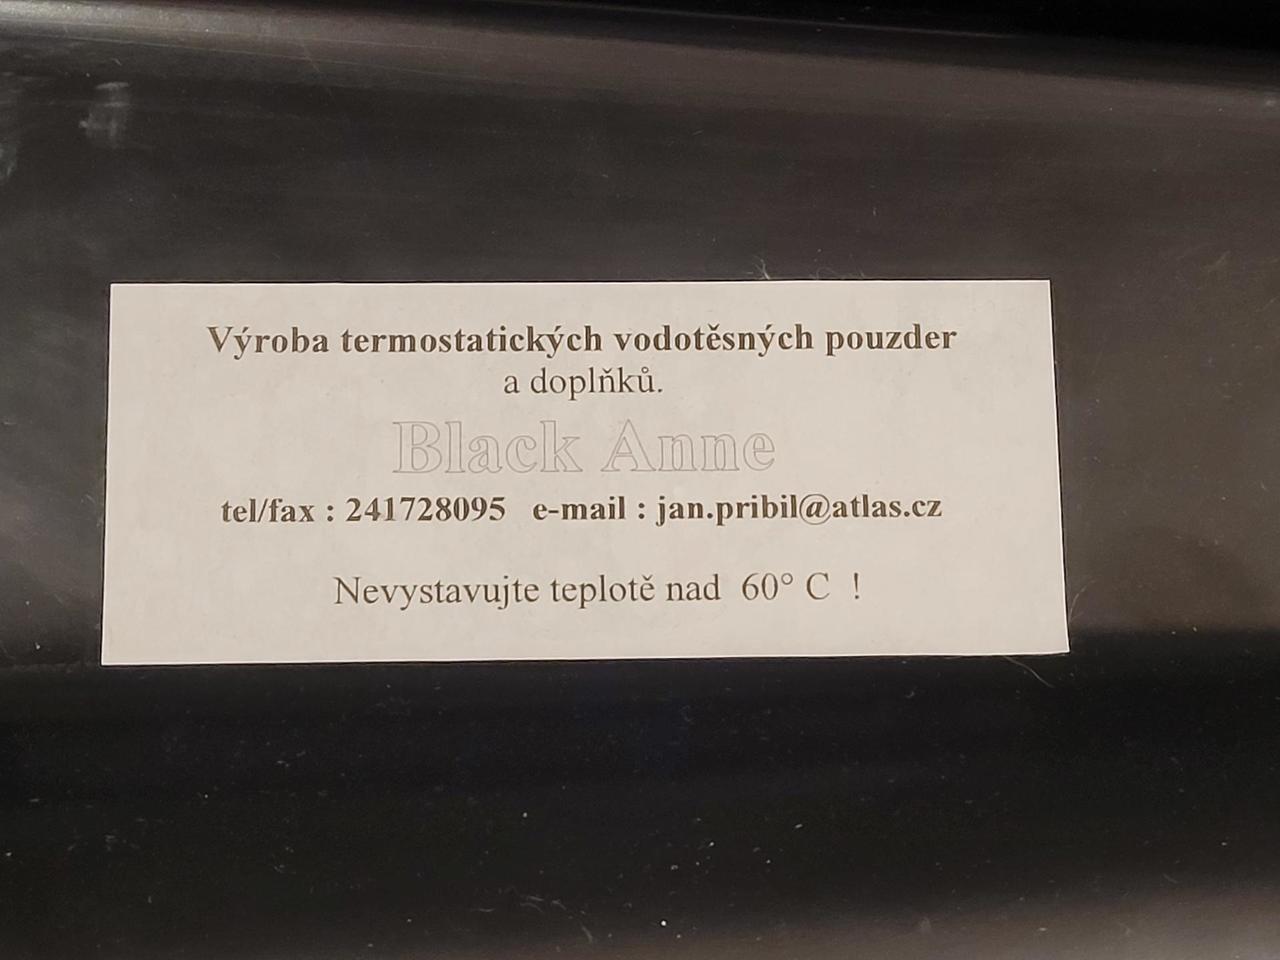 Výroba termostatických vodotěsných pouzder
a doplňků.
Black Anne
tel/fax : 241728095 e-mail : jan.pribil@atlas.cz
Nevystavujte teplotě nad 60° C !